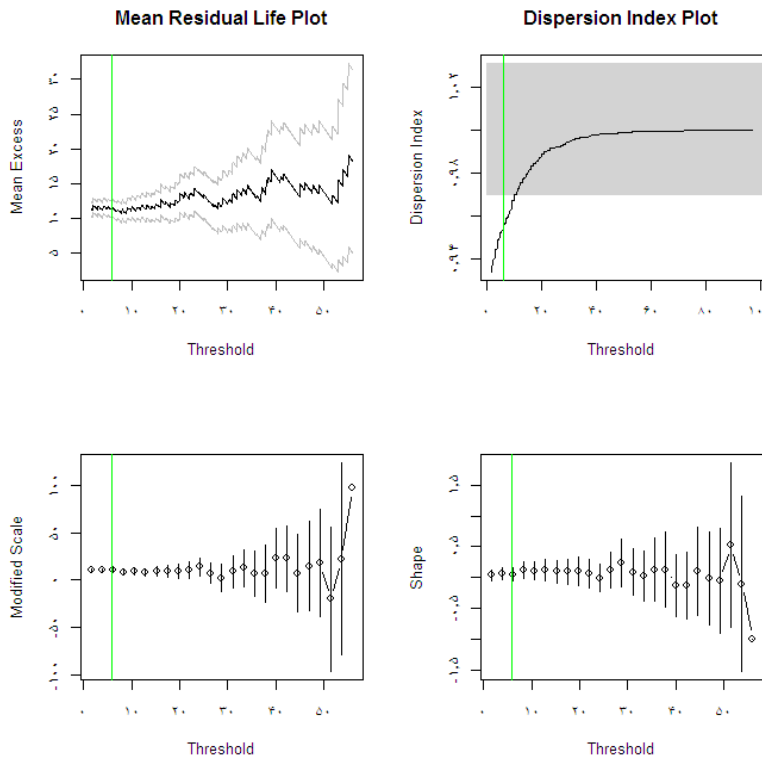 Mean Residual Life Plot
Mean Excess
۳۰
۲۵
۲۰
۱۵
۱۰
۵
۰ ۱۰ ۲۰ ۳۰ ۴۰ ۵۰
Threshold
Dispersion Index Plot
Dispersion Index
۱.۰۲
۰.۹۸
۰.۹۴
۰ ۲۰ ۴۰ ۶۰ ۸۰ ۱۰
Threshold
Modified Scale
۱۰۰
۵۰
۰
-۵۰
-۱۰۰
۰ ۱۰ ۲۰ ۳۰ ۴۰ ۵۰
Threshold
Shape
۱.۵
۰.۵
-۰.۵
-۱.۵
۰ ۱۰ ۲۰ ۳۰ ۴۰ ۵۰
Threshold